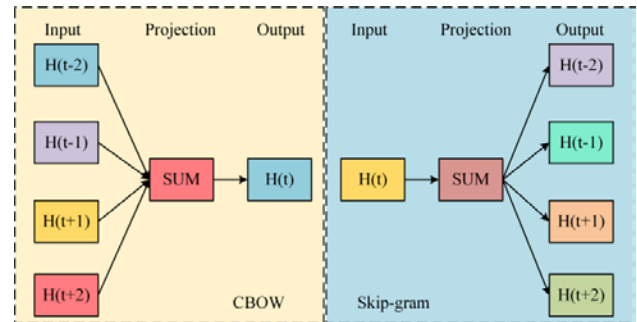 Input Projection Output
H(t-2)
H(t-1)
H(t+1)
H(t+2)
SUM
H(t)
CBOW
Input Projection Output
H(t)
SUM
H(t-2)
H(t-1)
H(t+1)
H(t+2)
Skip-gram